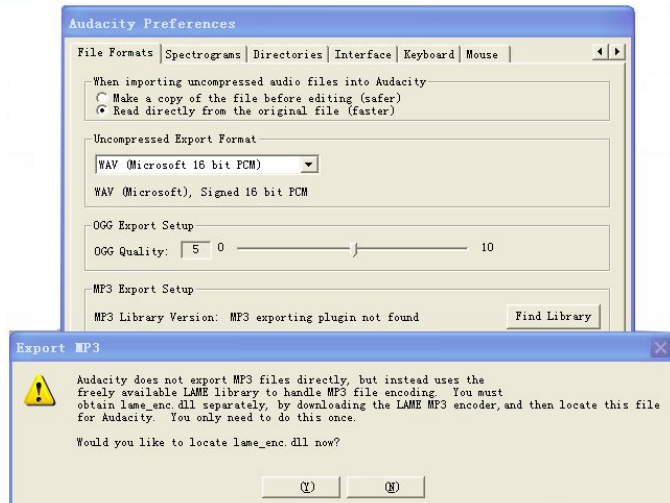 Audacity Preferences
File Formats Spectrograms Directories Interface Keyboard Mouse
When importing uncompressed audio files into Audacity
Make a copy of the file before editing (safer)
Read directly from the original file (faster)
Uncompressed Export Format
WAV (Microsoft 16 bit PCM)
WAV (Microsoft), Signed 16 bit PCM
OGG Export Setup
OGG Quality: 5 0 10
MP3 Export Setup
MP3 Library Version: MP3 exporting plugin not found Find Library
Export MP3
Audacity does not export MP3 files directly, but instead uses the
freely available LAME library to handle MP3 file encoding. You must
obtain lame_enc.dll separately, by downloading the LAME MP3 encoder, and then locate this file
for Audacity. You only need to do this once.
Would you like to locate lame_enc.dll now?
(Y) (N)